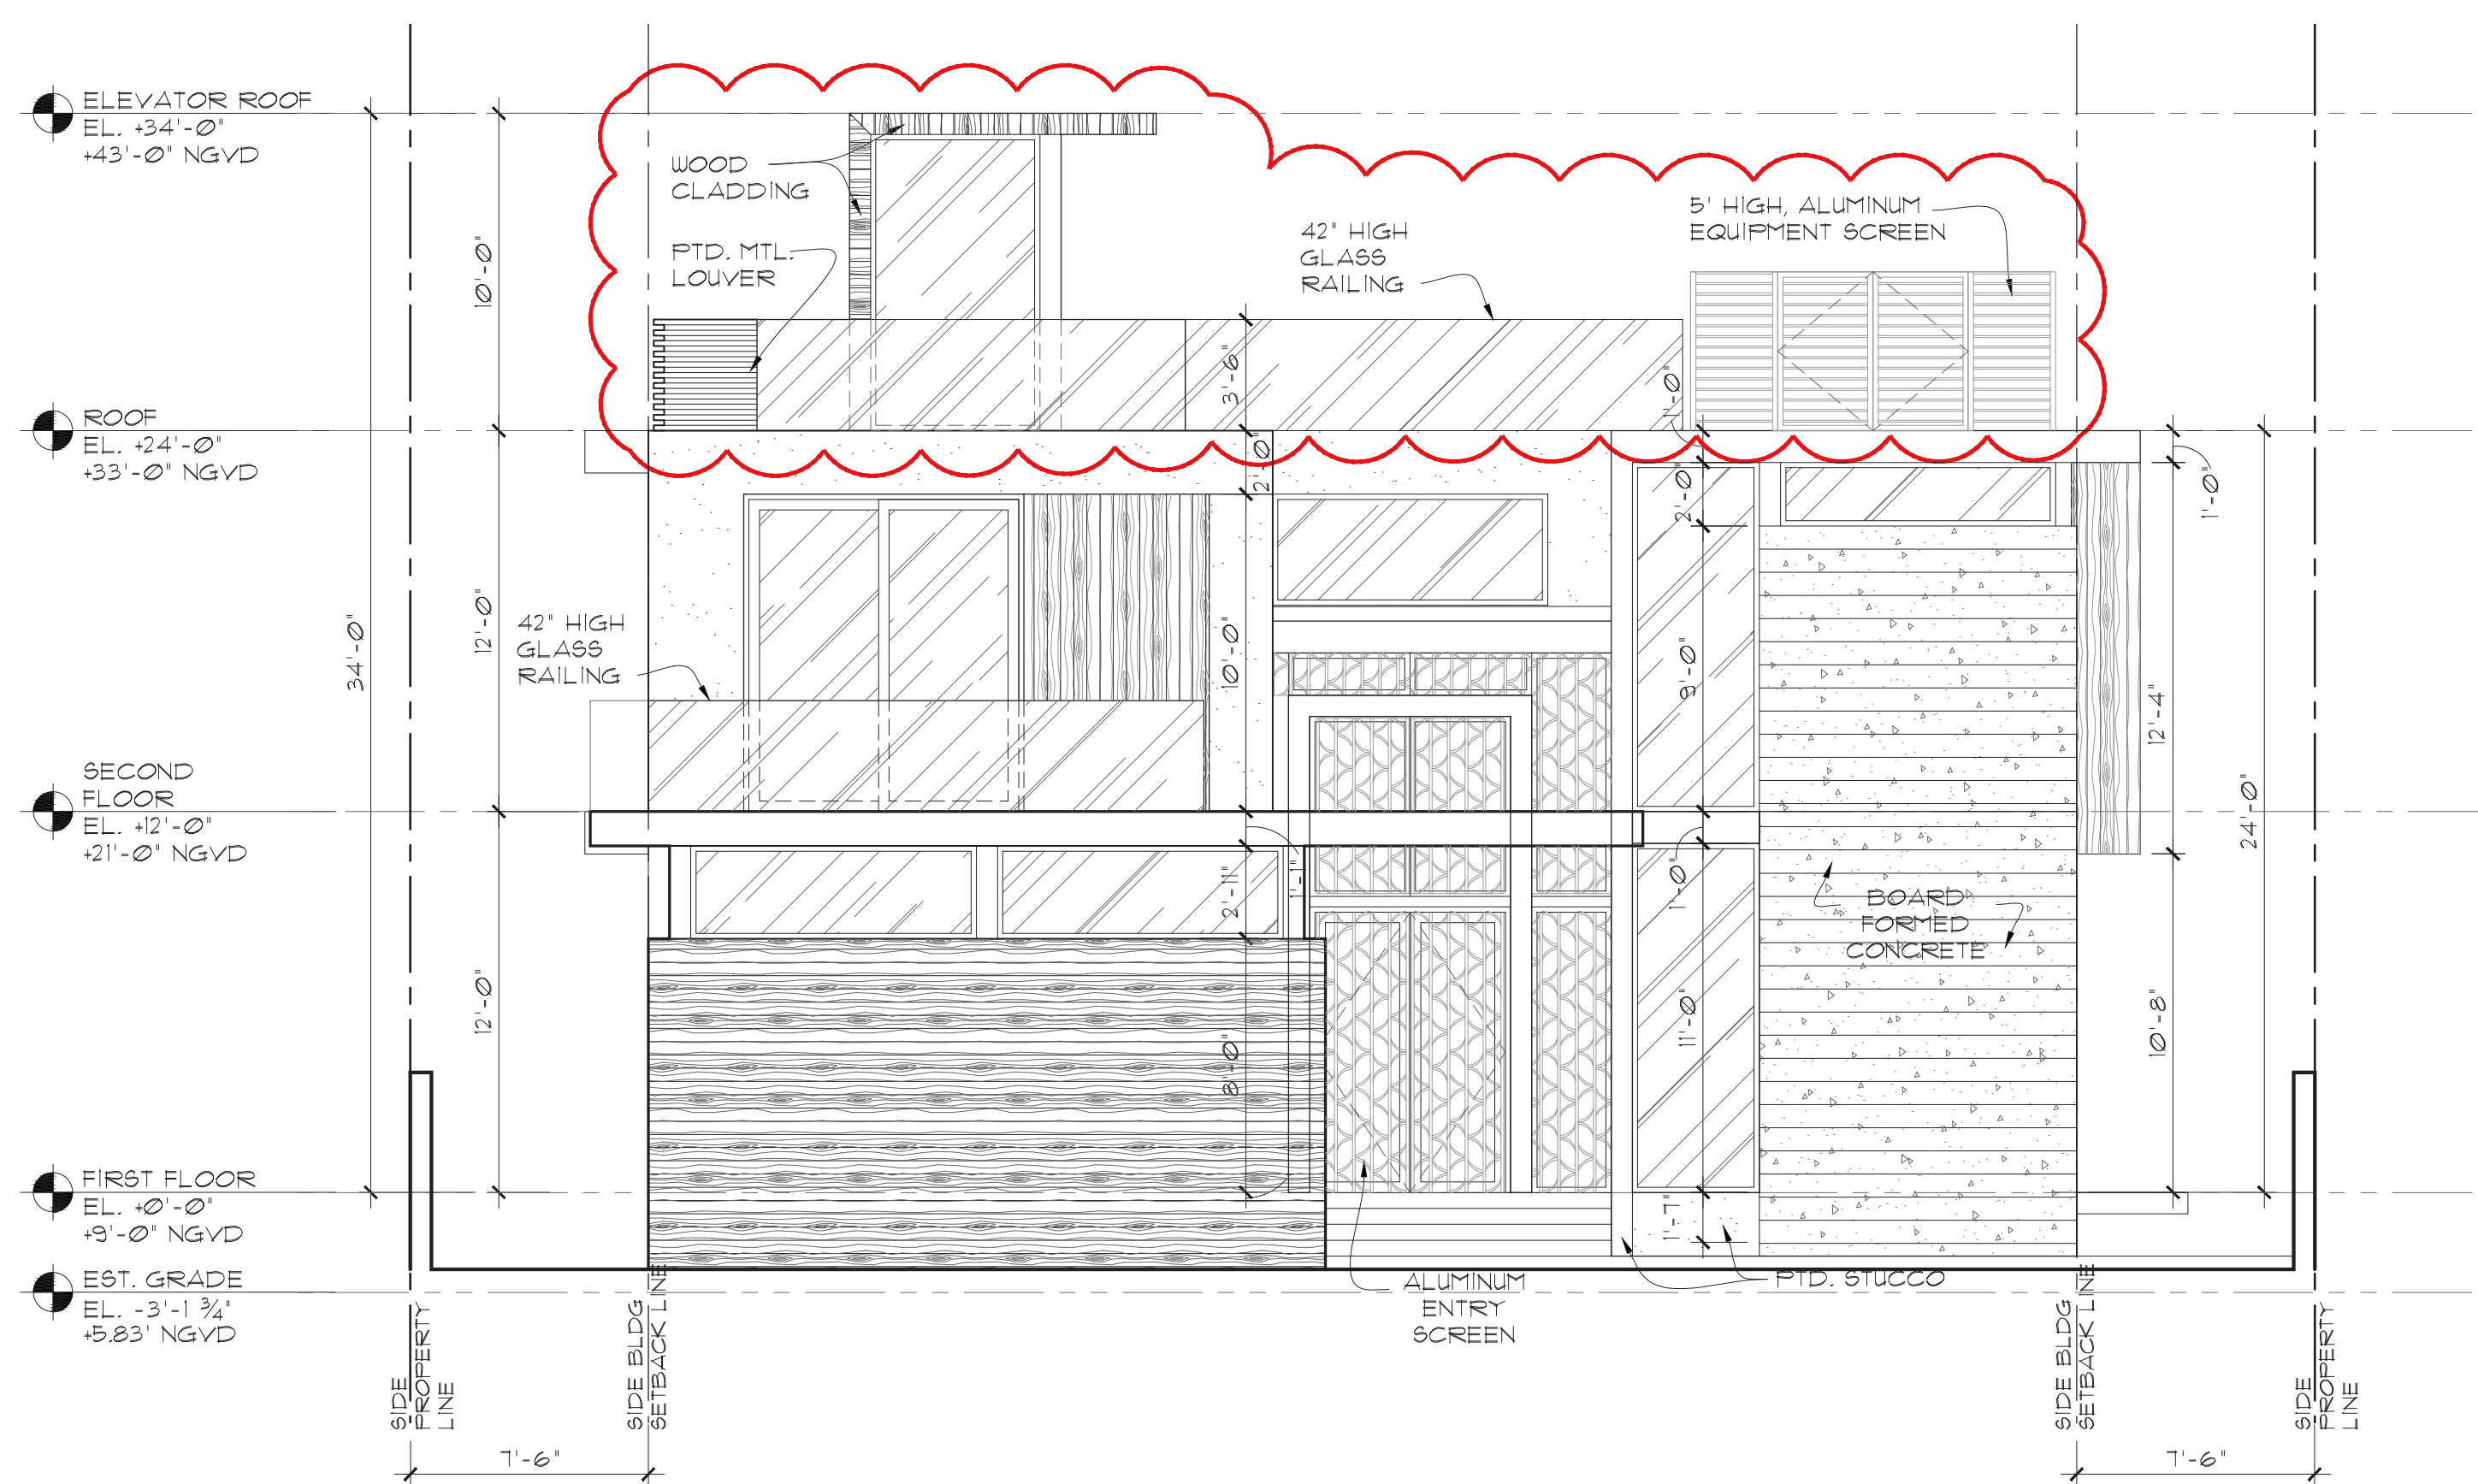 ELEVATOR ROOF
EL. +34'-0"
+43'-0" NGVD
WOOD
CLADDING
PTD. MTL.
LOUVER
42" HIGH
GLASS
RAILING
5' HIGH, ALUMINUM
EQUIPMENT SCREEN
10'-0"
3'-6"
1'-0"
ROOF
EL. +24'-0"
+33'-0" NGVD
2'-0"
2'-0"
1'-0"
34'-0"
12'-0"
42" HIGH
GLASS
RAILING
10'-0"
9'-0"
12'-4"
24'-0"
SECOND
FLOOR
EL. +12'-0"
+21'-0" NGVD
2'-11"
1'-1"
1'-0"
BOARD
FORMED
CONCRETE
12'-0"
8'-0"
11'-0"
10'-8"
FIRST FLOOR
EL. +0'-0"
+9'-0" NGVD
1'-7"
EST. GRADE
EL. -3'-1 3/4"
+5.83' NGVD
ALUMINUM
ENTRY
SCREEN
PTD. STUCCO
SIDE
PROPERTY
LINE
SIDE BLDG
SETBACK LINE
SIDE BLDG
SETBACK LINE
SIDE
PROPERTY
LINE
7'-6"
7'-6"